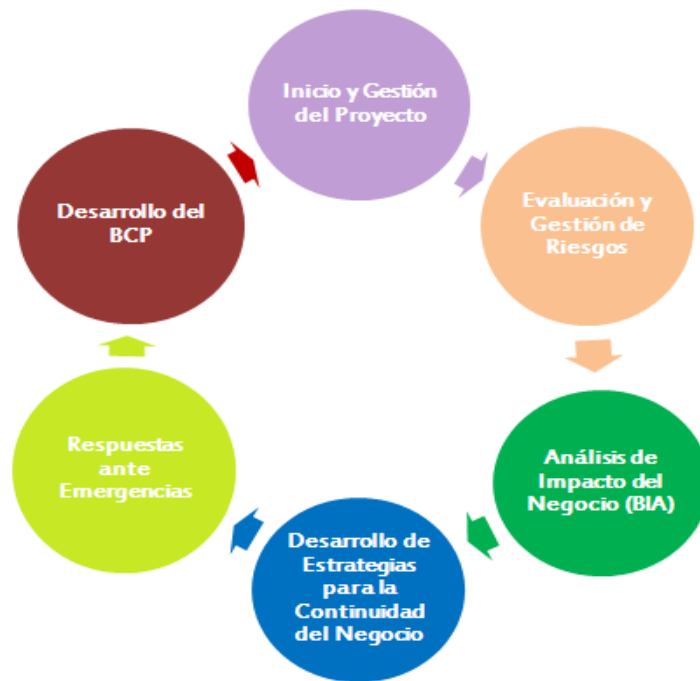 Inicio y Gestión
del Proyecto
Evaluación y
Gestión de
Riesgos
Análisis de
Impacto del
Negocio (BIA)
Desarrollo de
Estrategias
para la
Continuidad
del Negocio
Respuestas
ante
Emergencias
Desarrollo del
BCP